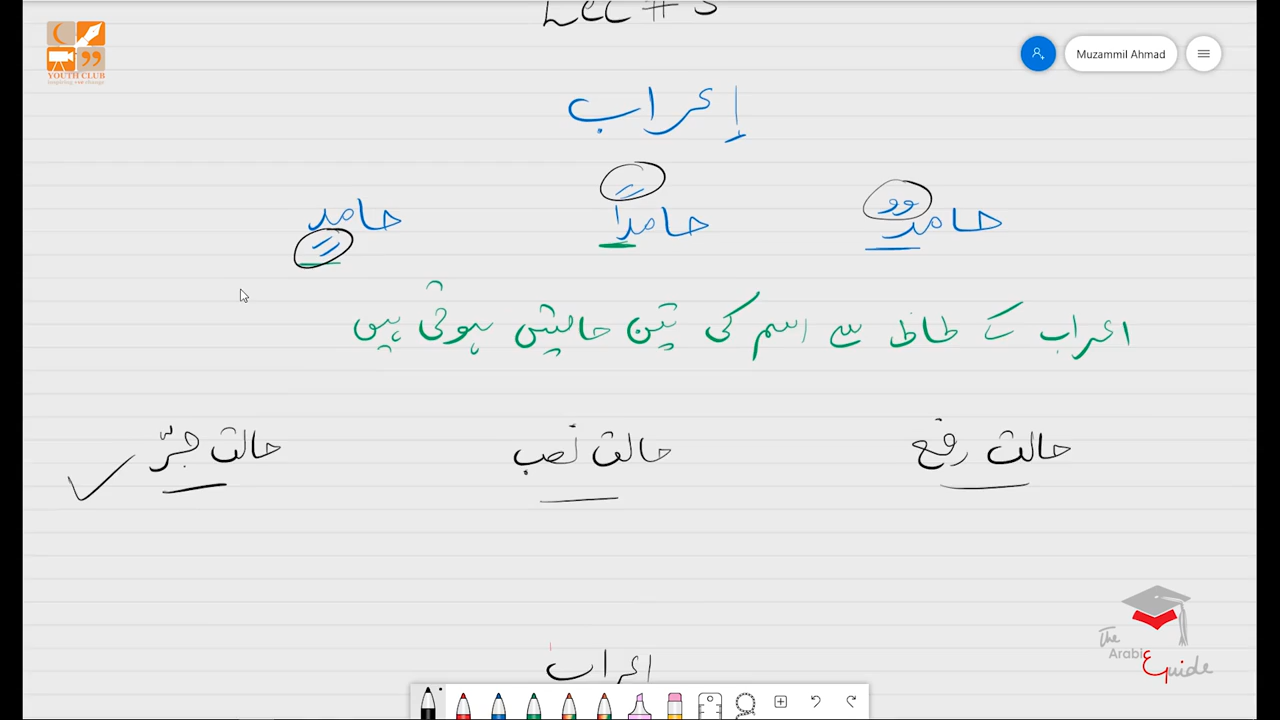 Lec # 3
YOUTH CLUB
Muzammil Ahmad
إعراب
حامدٌ حامدًا حامدٍ
اعراب کے لحاظ سے اسم کی تین حالتیں ہوتی ہیں
حالت رفع حالت نصب حالت جرّ
The Arabic Guide
اعراب